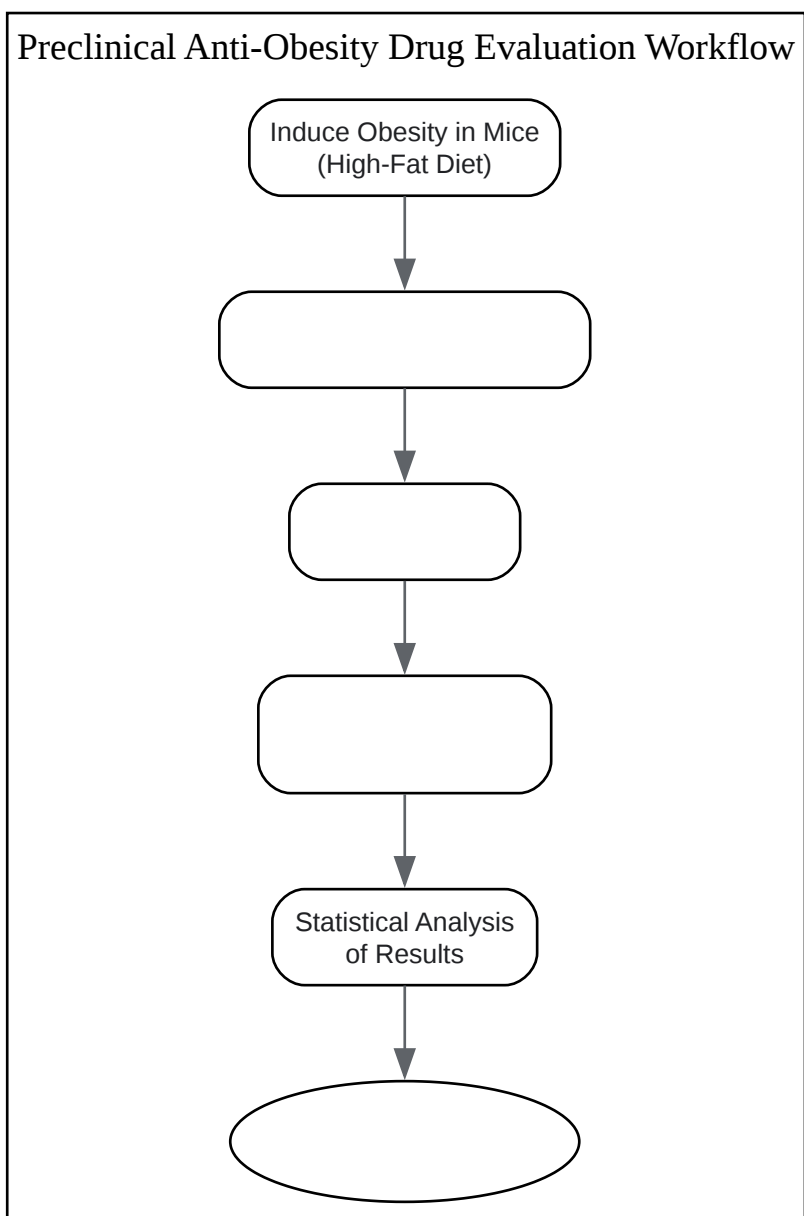 Preclinical Anti-Obesity Drug Evaluation Workflow
Induce Obesity in Mice
(High-Fat Diet)
Statistical Analysis
of Results